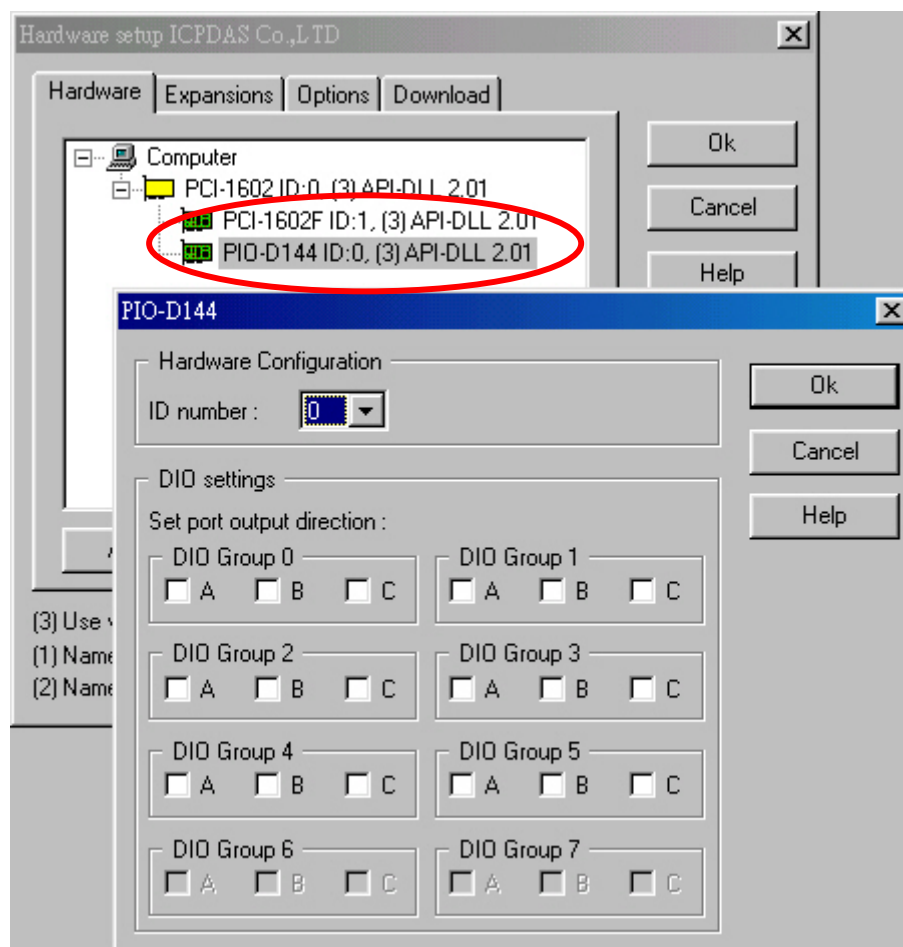 Hardware setup ICPDAS Co.,LTD
Hardware Expansions Options Download
Computer
PCI-1602 ID:0, (3) API-DLL 2.01
PCI-1602F ID:1, (3) API-DLL 2.01
PIO-D144 ID:0, (3) API-DLL 2.01
Ok
Cancel
Help
(3) Use
(1) Name
(2) Name
PIO-D144
Hardware Configuration
ID number : 0
Ok
Cancel
Help
DIO settings
Set port output direction :
DIO Group 0 DIO Group 1
A B C A B C
DIO Group 2 DIO Group 3
A B C A B C
DIO Group 4 DIO Group 5
A B C A B C
DIO Group 6 DIO Group 7
A B C A B C